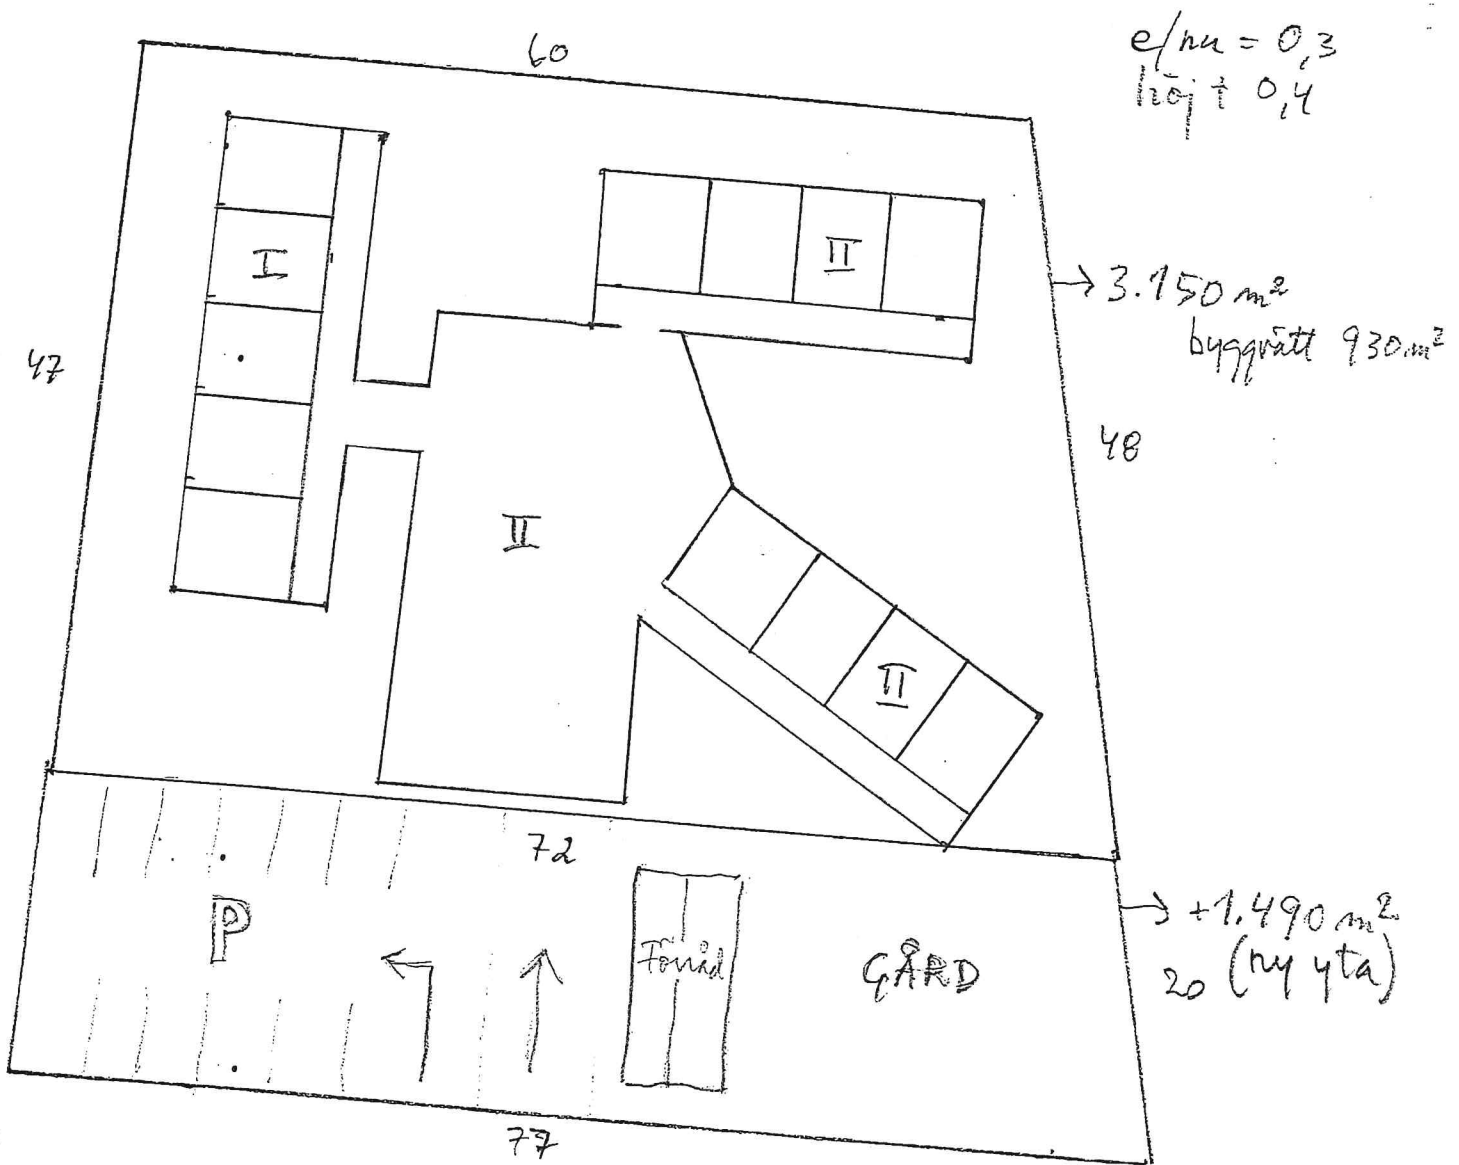 60
e/nu = 0,3
höj t 0,4
I
II
→ 3.150 m²
byggrätt 930 m²
47
48
II
II
72
P
Förråd
GÅRD
→ +1.490 m²
20 (ny yta)
77